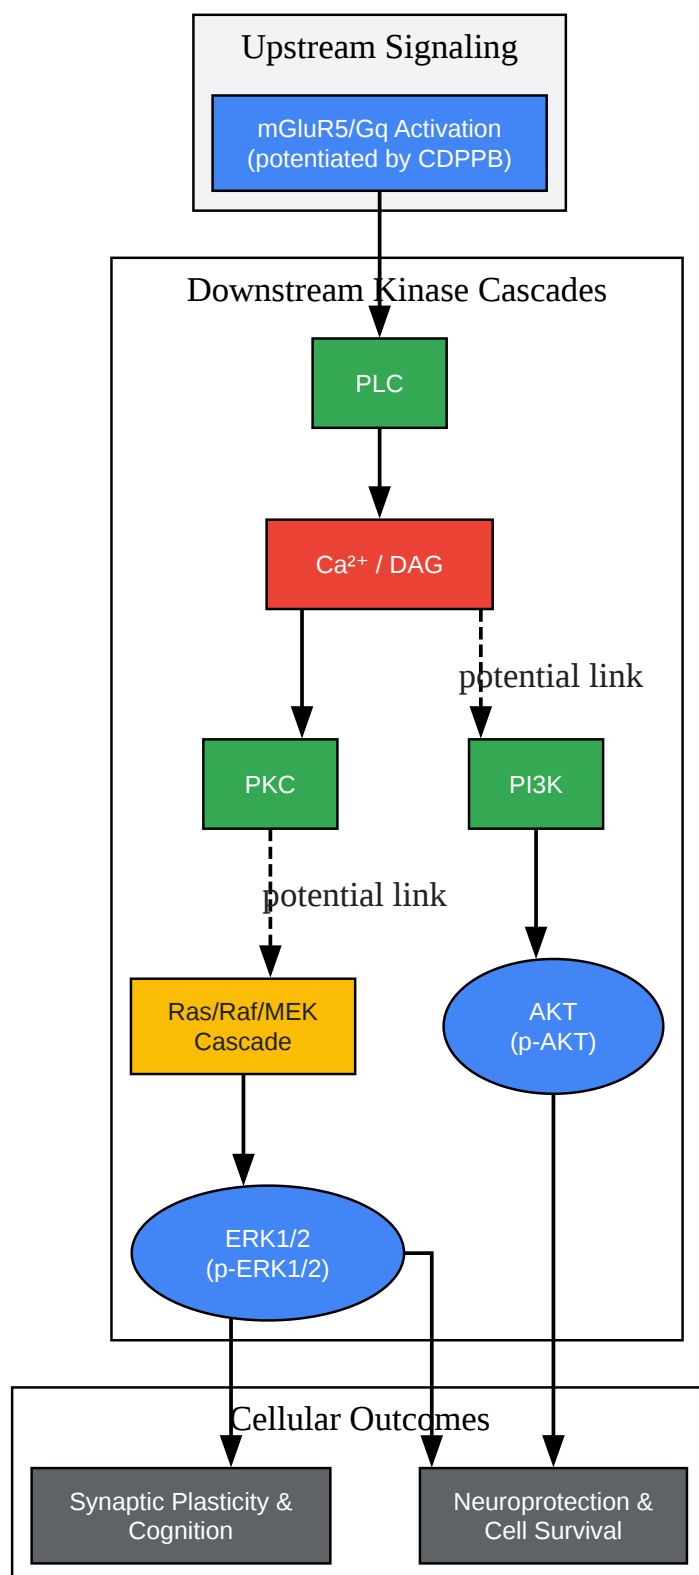 Upstream Signaling
mGluR5/Gq Activation
(potentiated by CDPPB)
Downstream Kinase Cascades
PLC
Ca²⁺ / DAG
potential link
PKC
PI3K
potential link
Ras/Raf/MEK
Cascade
AKT
(p-AKT)
ERK1/2
(p-ERK1/2)
Cellular Outcomes
Synaptic Plasticity &
Cognition
Neuroprotection &
Cell Survival